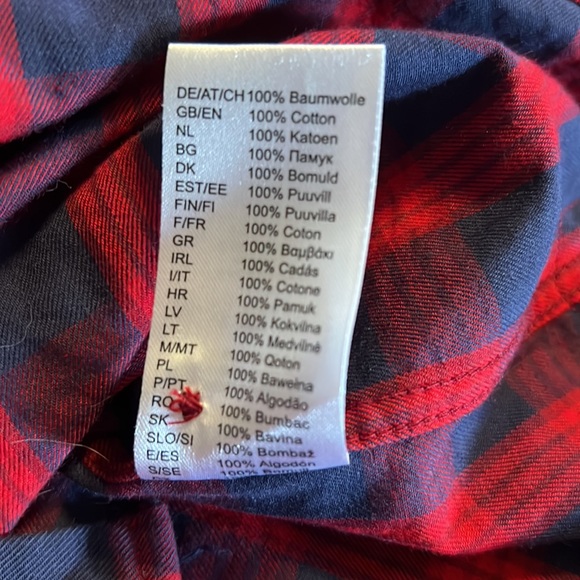 DE/AT/CH 100% Baumwolle
GB/EN 100% Cotton
NL 100% Katoen
BG 100% Памук
DK 100% Bomuld
EST/EE 100% Puuvill
FIN/FI 100% Puuvilla
F/FR 100% Coton
GR 100% Βαμβάκι
IRL 100% Cadás
I/IT 100% Cotone
HR 100% Pamuk
LV 100% Kokvilna
LT 100% Medvilnė
M/MT 100% Qoton
PL 100% Bawełna
P/PT 100% Algodão
RO 100% Bumbac
SK 100% Bavlna
SLO/SI 100% Bombaž
E/ES 100% Algodón
S/SE 100%